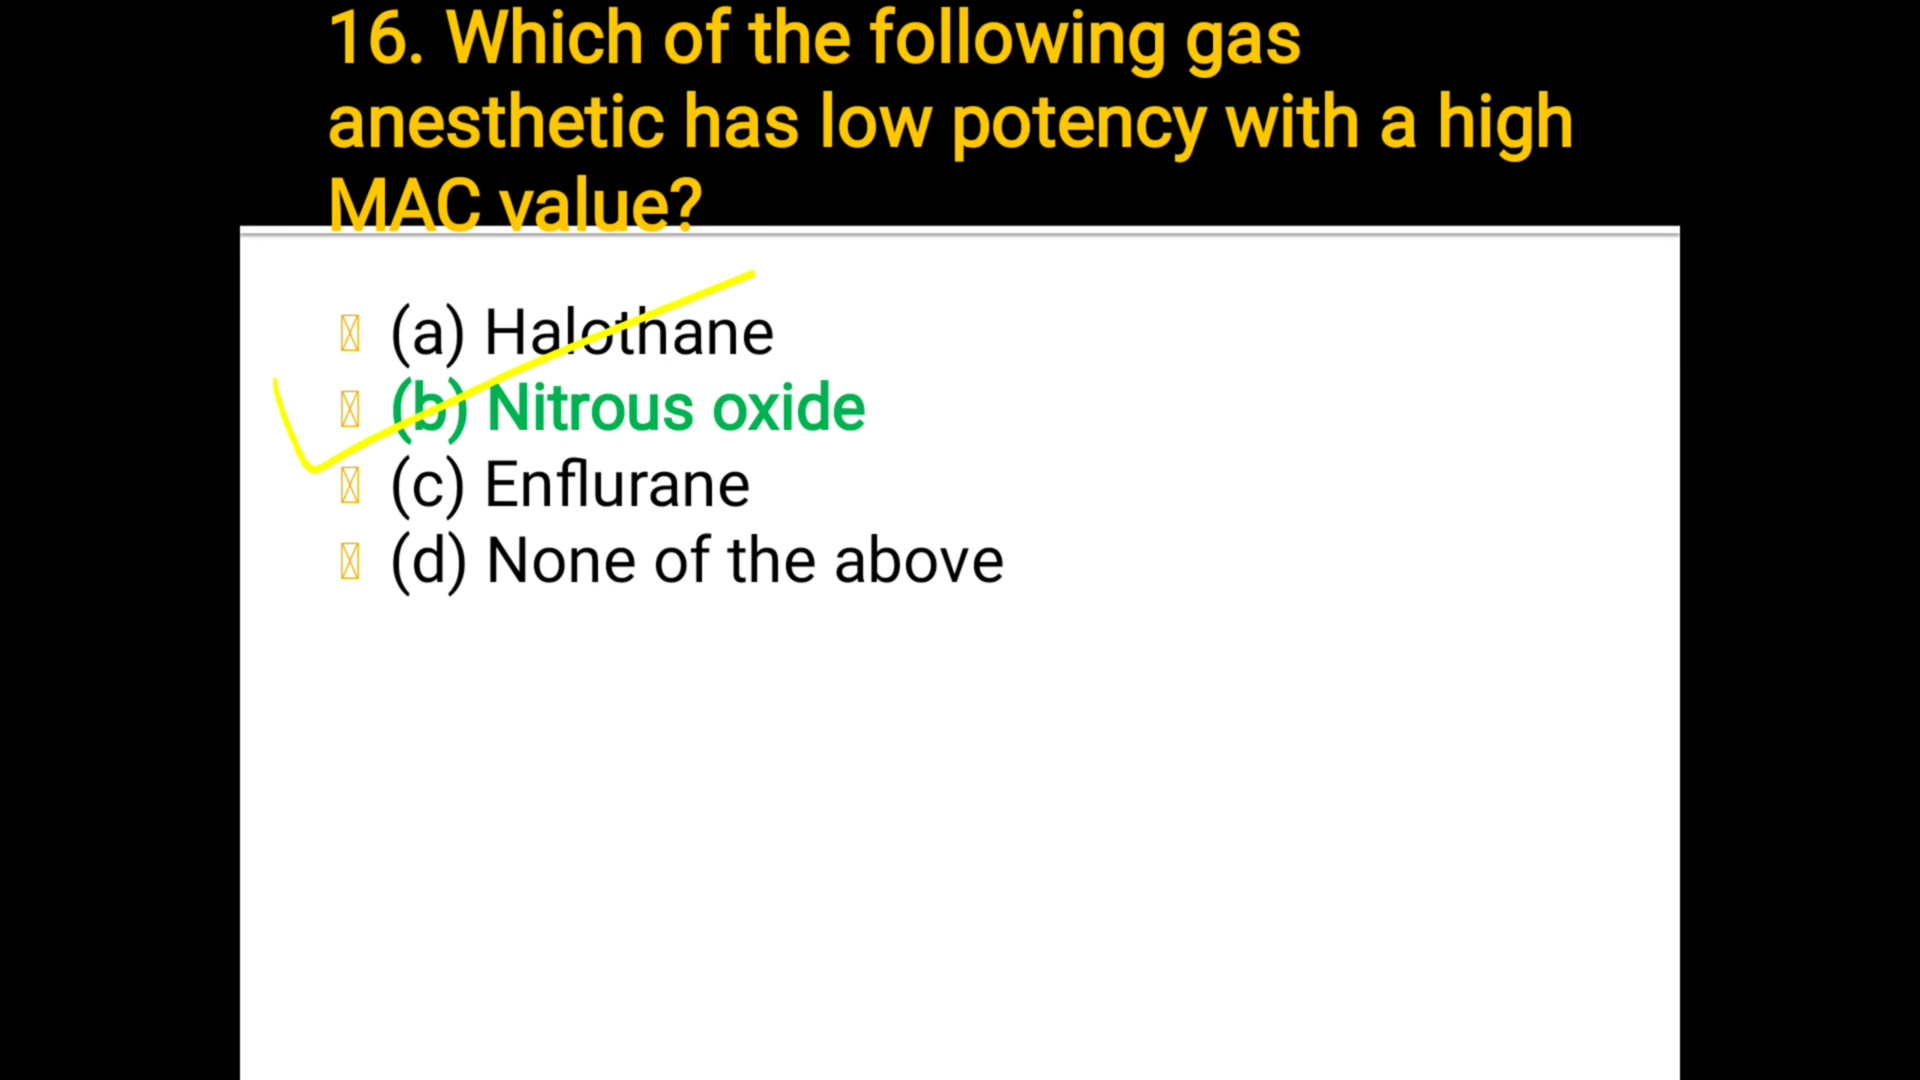 16. Which of the following gas
anesthetic has low potency with a high
MAC value?
(a) Halothane
(b) Nitrous oxide
(c) Enflurane
(d) None of the above